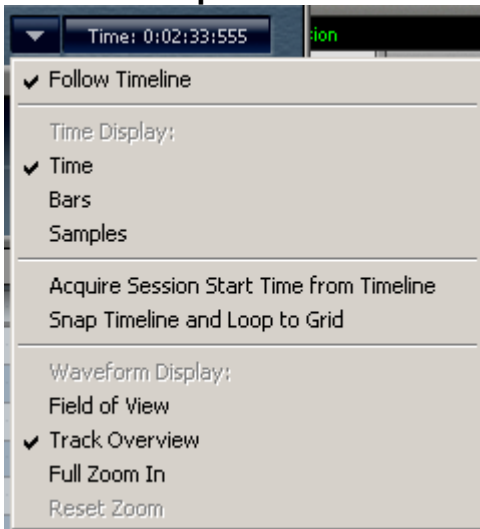 Time: 0:02:33:555
sion
Follow Timeline
Time Display:
Time
Bars
Samples
Acquire Session Start Time from Timeline
Snap Timeline and Loop to Grid
Waveform Display:
Field of View
Track Overview
Full Zoom In
Reset Zoom